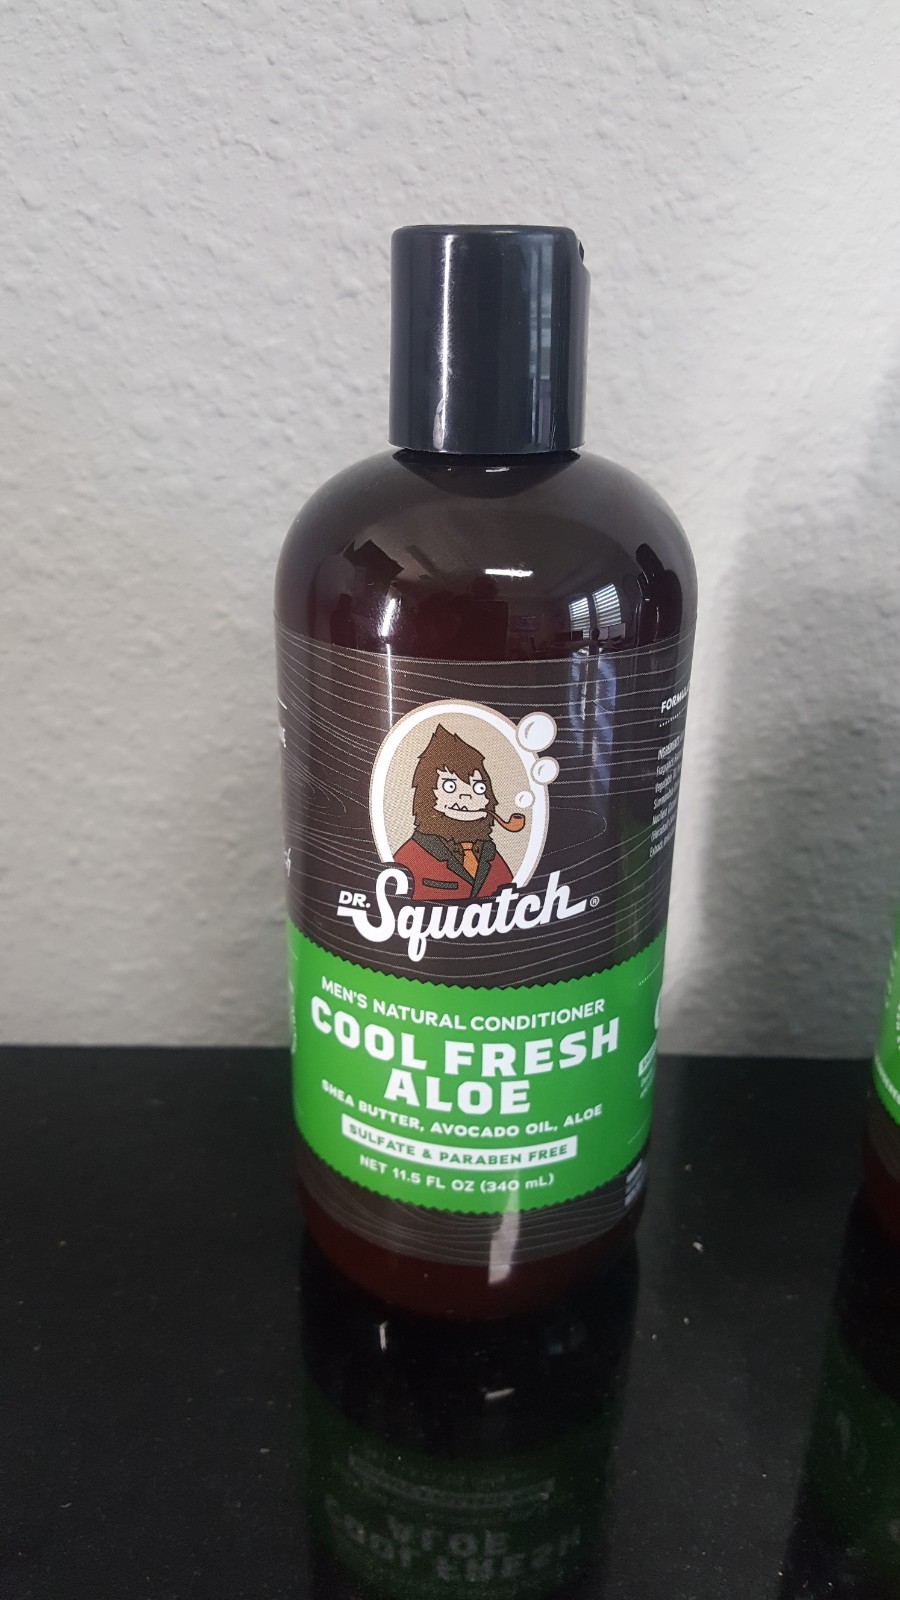 DR. Squatch®
MEN'S NATURAL CONDITIONER
COOL FRESH
ALOE
SHEA BUTTER, AVOCADO OIL, ALOE
SULFATE & PARABEN FREE
NET 11.5 FL OZ (340 mL)